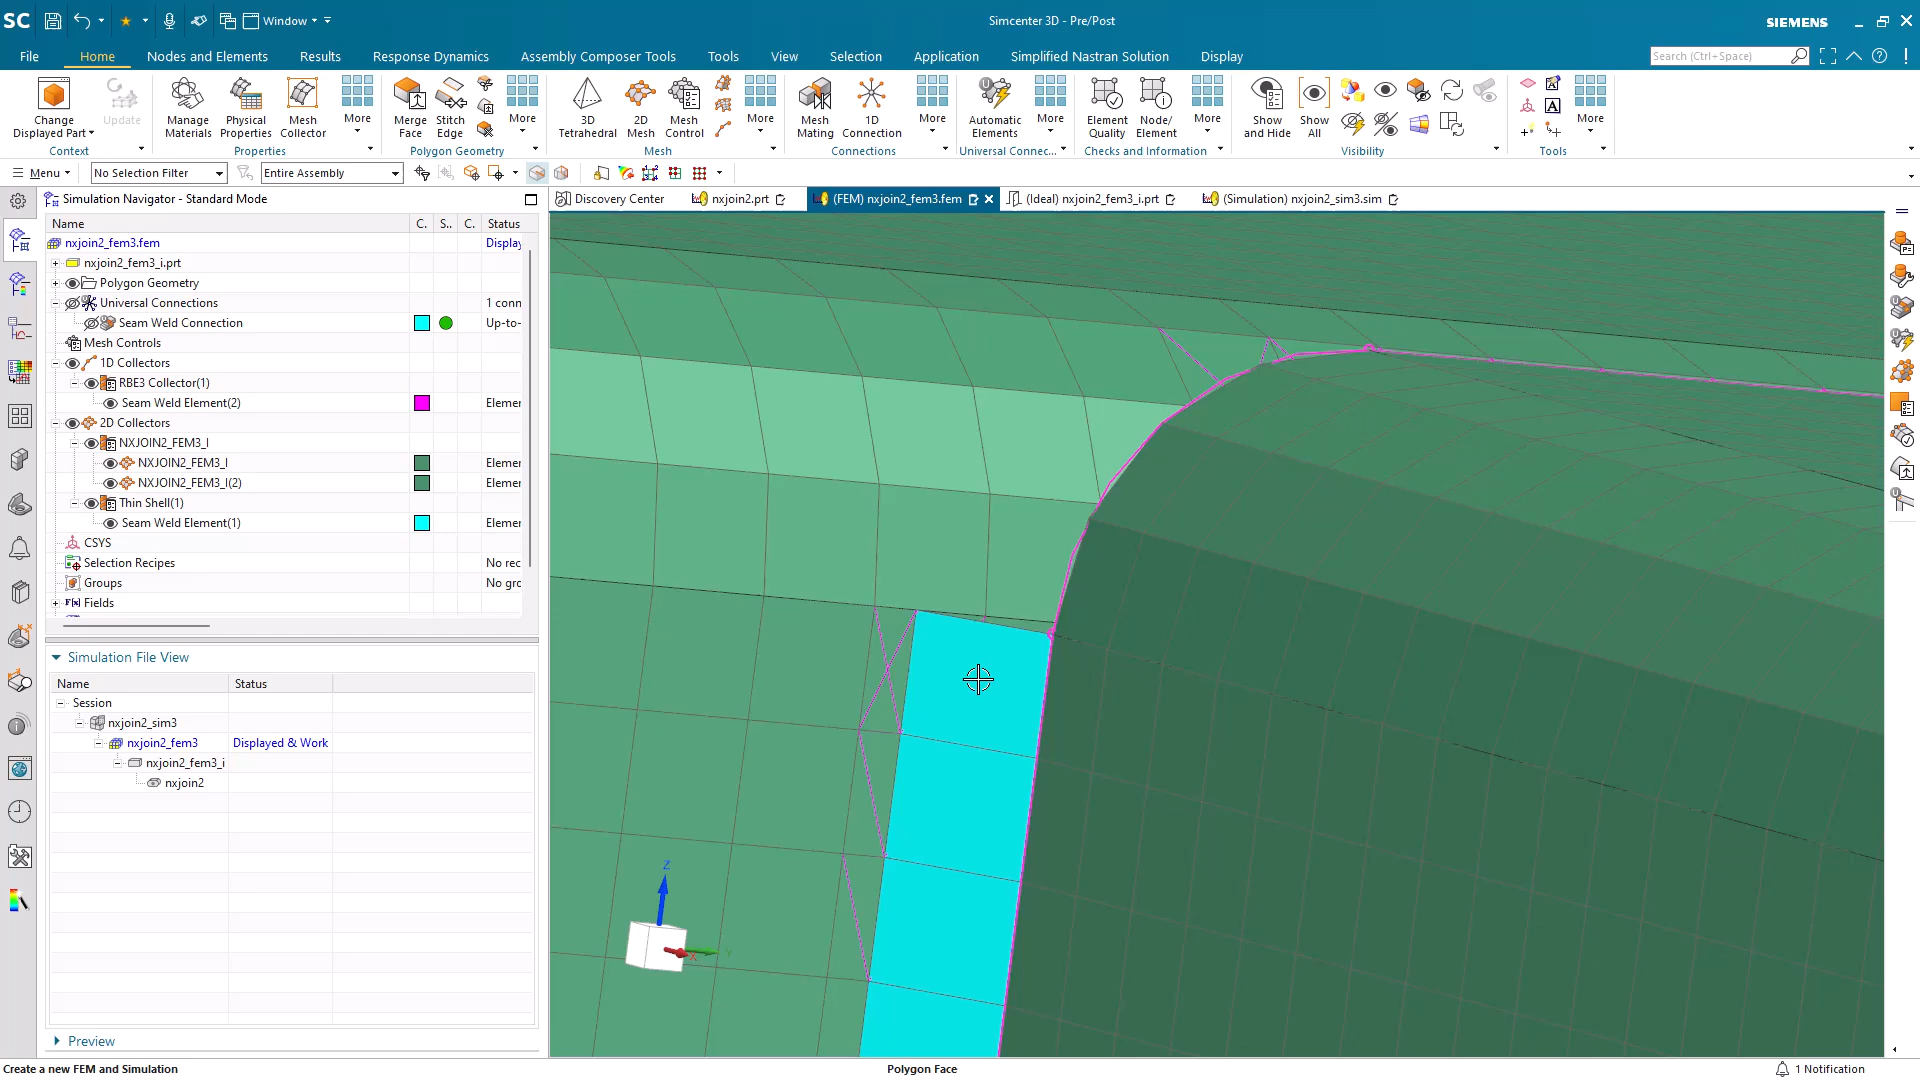 SC
Window
Simcenter 3D - Pre/Post
SIEMENS
File
Home
Nodes and Elements
Results
Response Dynamics
Assembly Composer Tools
Tools
View
Selection
Application
Simplified Nastran Solution
Display
Search (Ctrl+Space)
Change Displayed Part
Update
Context
Manage Materials
Physical Properties
Mesh Collector
More
Properties
Merge Face
Stitch Edge
More
Polygon Geometry
3D Tetrahedral
2D Mesh
Mesh Control
More
Mesh
Mesh Mating
1D Connection
More
Connections
Automatic Elements
More
Universal Connec...
Element Quality
Node/ Element
More
Checks and Information
Show and Hide
Show All
Visibility
More
Tools
Menu
No Selection Filter
Entire Assembly
Simulation Navigator - Standard Mode
Discovery Center
nxjoin2.prt
(FEM) nxjoin2_fem3.fem
(Ideal) nxjoin2_fem3_i.prt
(Simulation) nxjoin2_sim3.sim
Name C. S.. C. Status
nxjoin2_fem3.fem Display
nxjoin2_fem3_i.prt
Polygon Geometry
Universal Connections 1 conn
Seam Weld Connection Up-to-
Mesh Controls
1D Collectors
RBE3 Collector(1)
Seam Weld Element(2) Elemer
2D Collectors
NXJOIN2_FEM3_I
NXJOIN2_FEM3_I Elemer
NXJOIN2_FEM3_I(2) Elemer
Thin Shell(1)
Seam Weld Element(1) Elemer
CSYS
Selection Recipes No rec
Groups No gro
Fields
Simulation File View
Name Status
Session
nxjoin2_sim3
nxjoin2_fem3 Displayed & Work
nxjoin2_fem3_i
nxjoin2
Preview
Z
X
Y
Create a new FEM and Simulation
Polygon Face
1 Notification